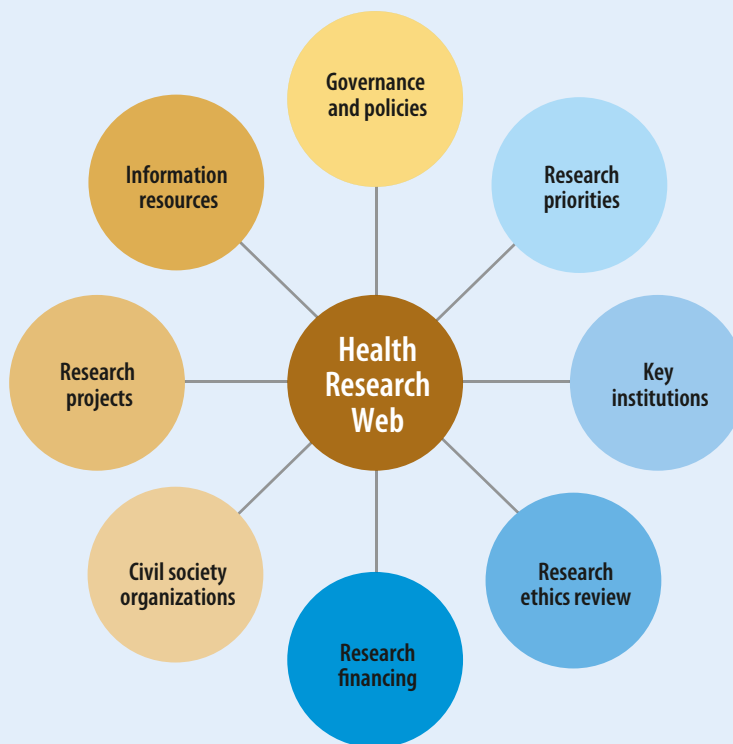 Governance
and policies
Research
priorities
Key
institutions
Research
ethics review
Research
financing
Civil society
organizations
Research
projects
Information
resources
Health
Research
Web